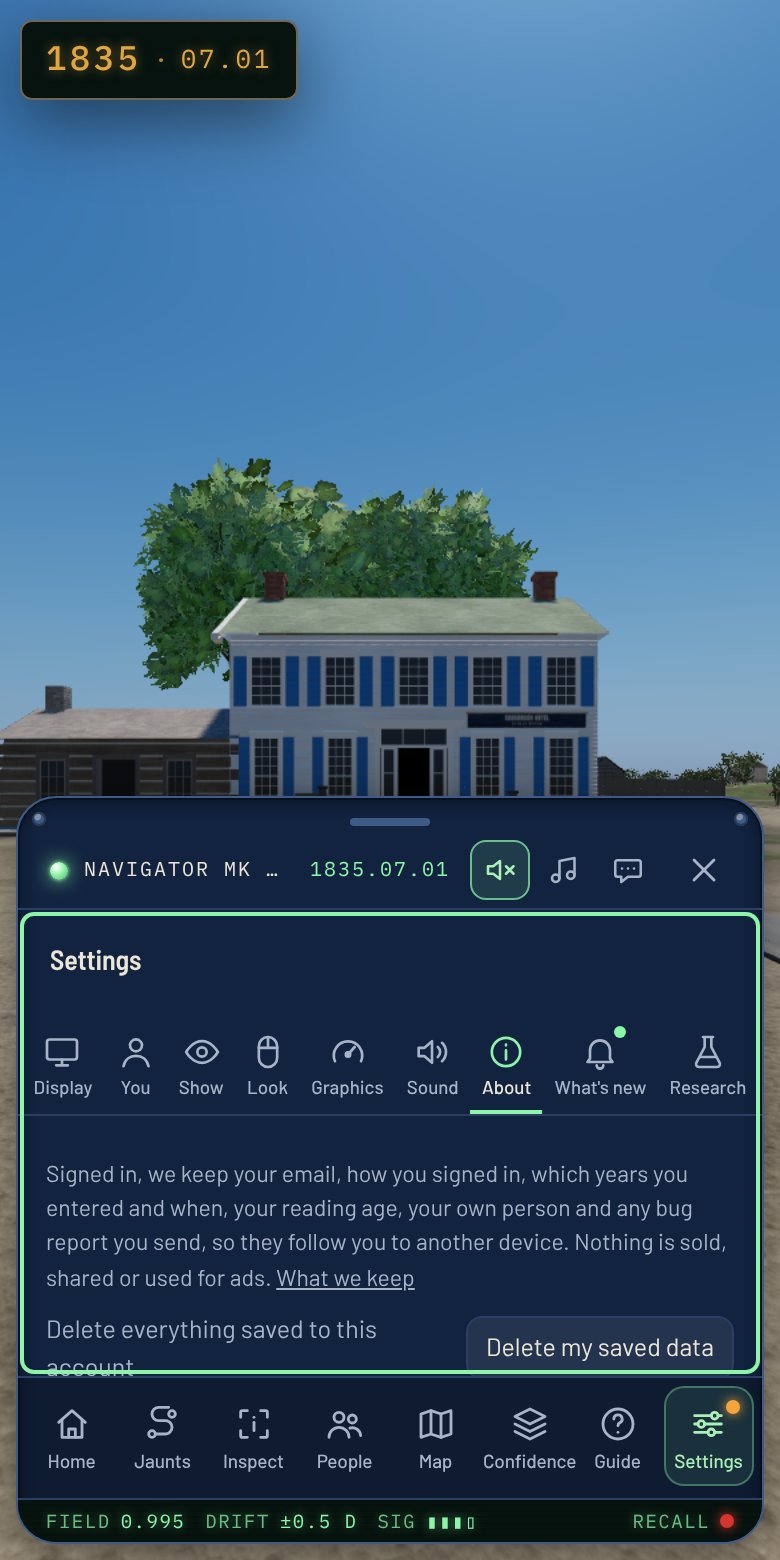 1835 · 07.01
NAVIGATOR MK …
1835.07.01
Settings
Display
You
Show
Look
Graphics
Sound
About
What's new
Research
Signed in, we keep your email, how you signed in, which years you
entered and when, your reading age, your own person and any bug
report you send, so they follow you to another device. Nothing is sold,
shared or used for ads. What we keep
Delete everything saved to this
account
Delete my saved data
Home
Jaunts
Inspect
People
Map
Confidence
Guide
Settings
FIELD 0.995 DRIFT ±0.5 D SIG
RECALL